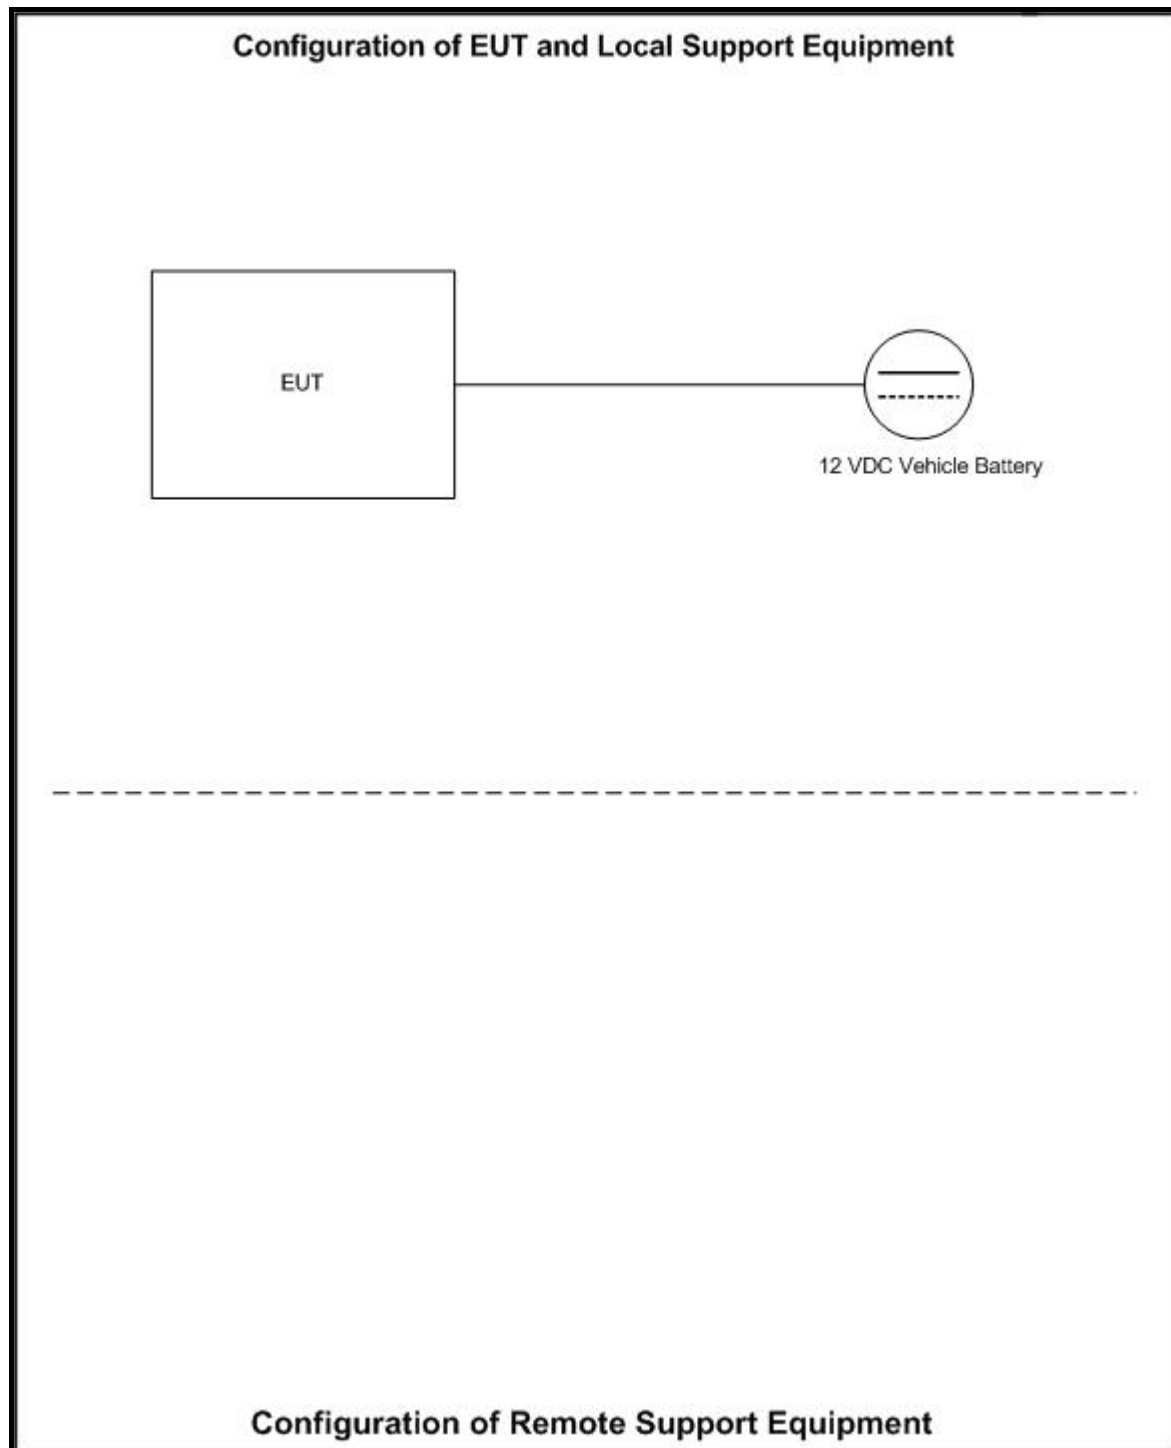 Configuration of EUT and Local Support Equipment
EUT
12 VDC Vehicle Battery
Configuration of Remote Support Equipment